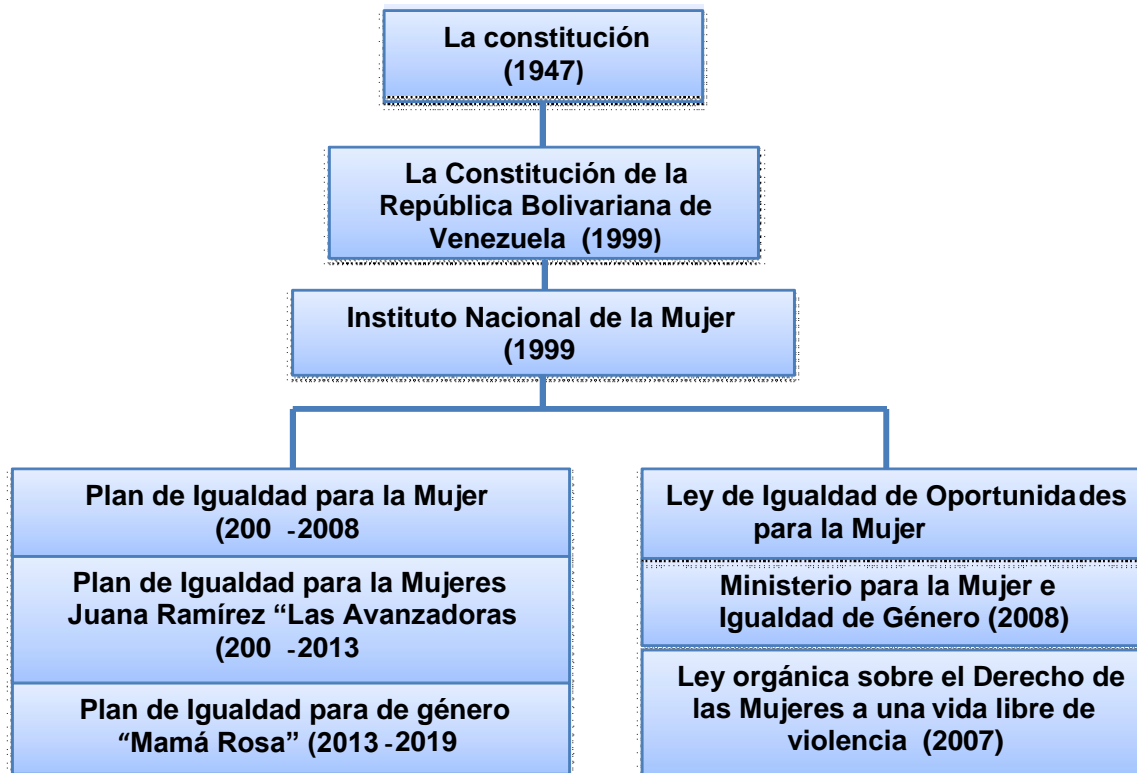 La constitución
(1947)
La Constitución de la
República Bolivariana de
Venezuela (1999)
Instituto Nacional de la Mujer
(1999
Plan de Igualdad para la Mujer
(200 -2008
Plan de Igualdad para la Mujeres
Juana Ramírez “Las Avanzadoras
(200 -2013
Plan de Igualdad para de género
“Mamá Rosa” (2013 -2019
Ley de Igualdad de Oportunidades
para la Mujer
Ministerio para la Mujer e
Igualdad de Género (2008)
Ley orgánica sobre el Derecho de
las Mujeres a una vida libre de
violencia (2007)